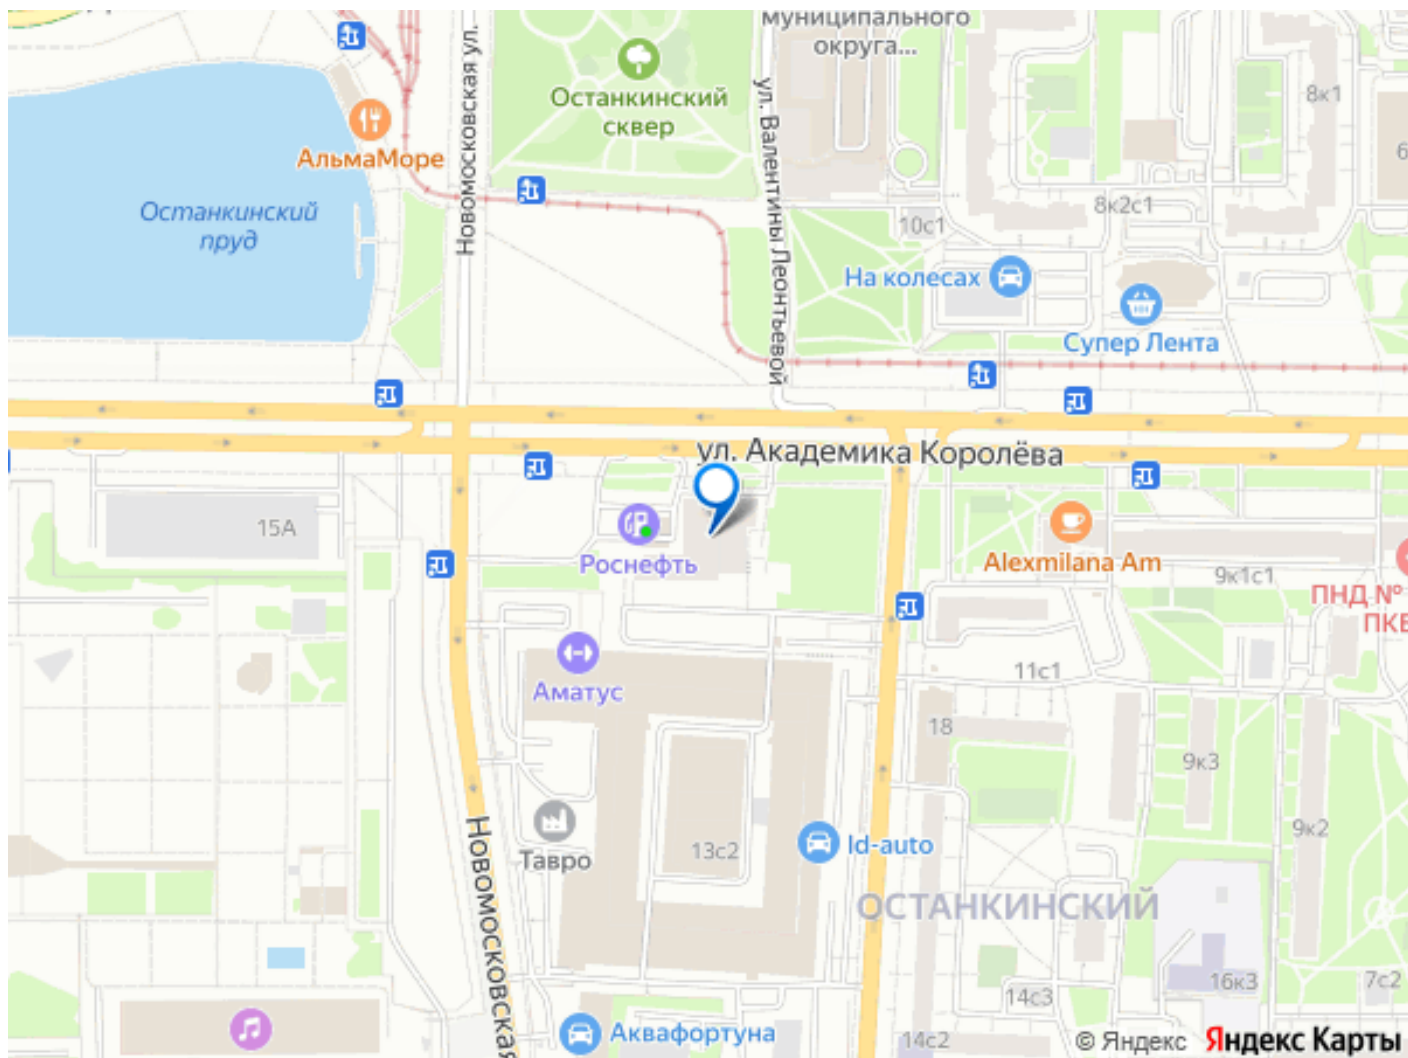 муниципального
округа...
Новомосковская ул.
Останкинский
сквер
ул. Валентины Леонтьевой
8к1
АльмаМоре
Останкинский
пруд
8к2с1
10с1
На колесах
Супер Лента
ул. Академика Королёва
15А
Роснефть
Alexmilana Am
9к1с1
ПНД №
Аматус
11с1
18
9к3
9к2
Тавро
13с2
Id-auto
Новомосковская
ОСТАНКИНСКИЙ
16к3
7с2
14с3
Аквафортуна
14с2
© Яндекс Яндекс Карты